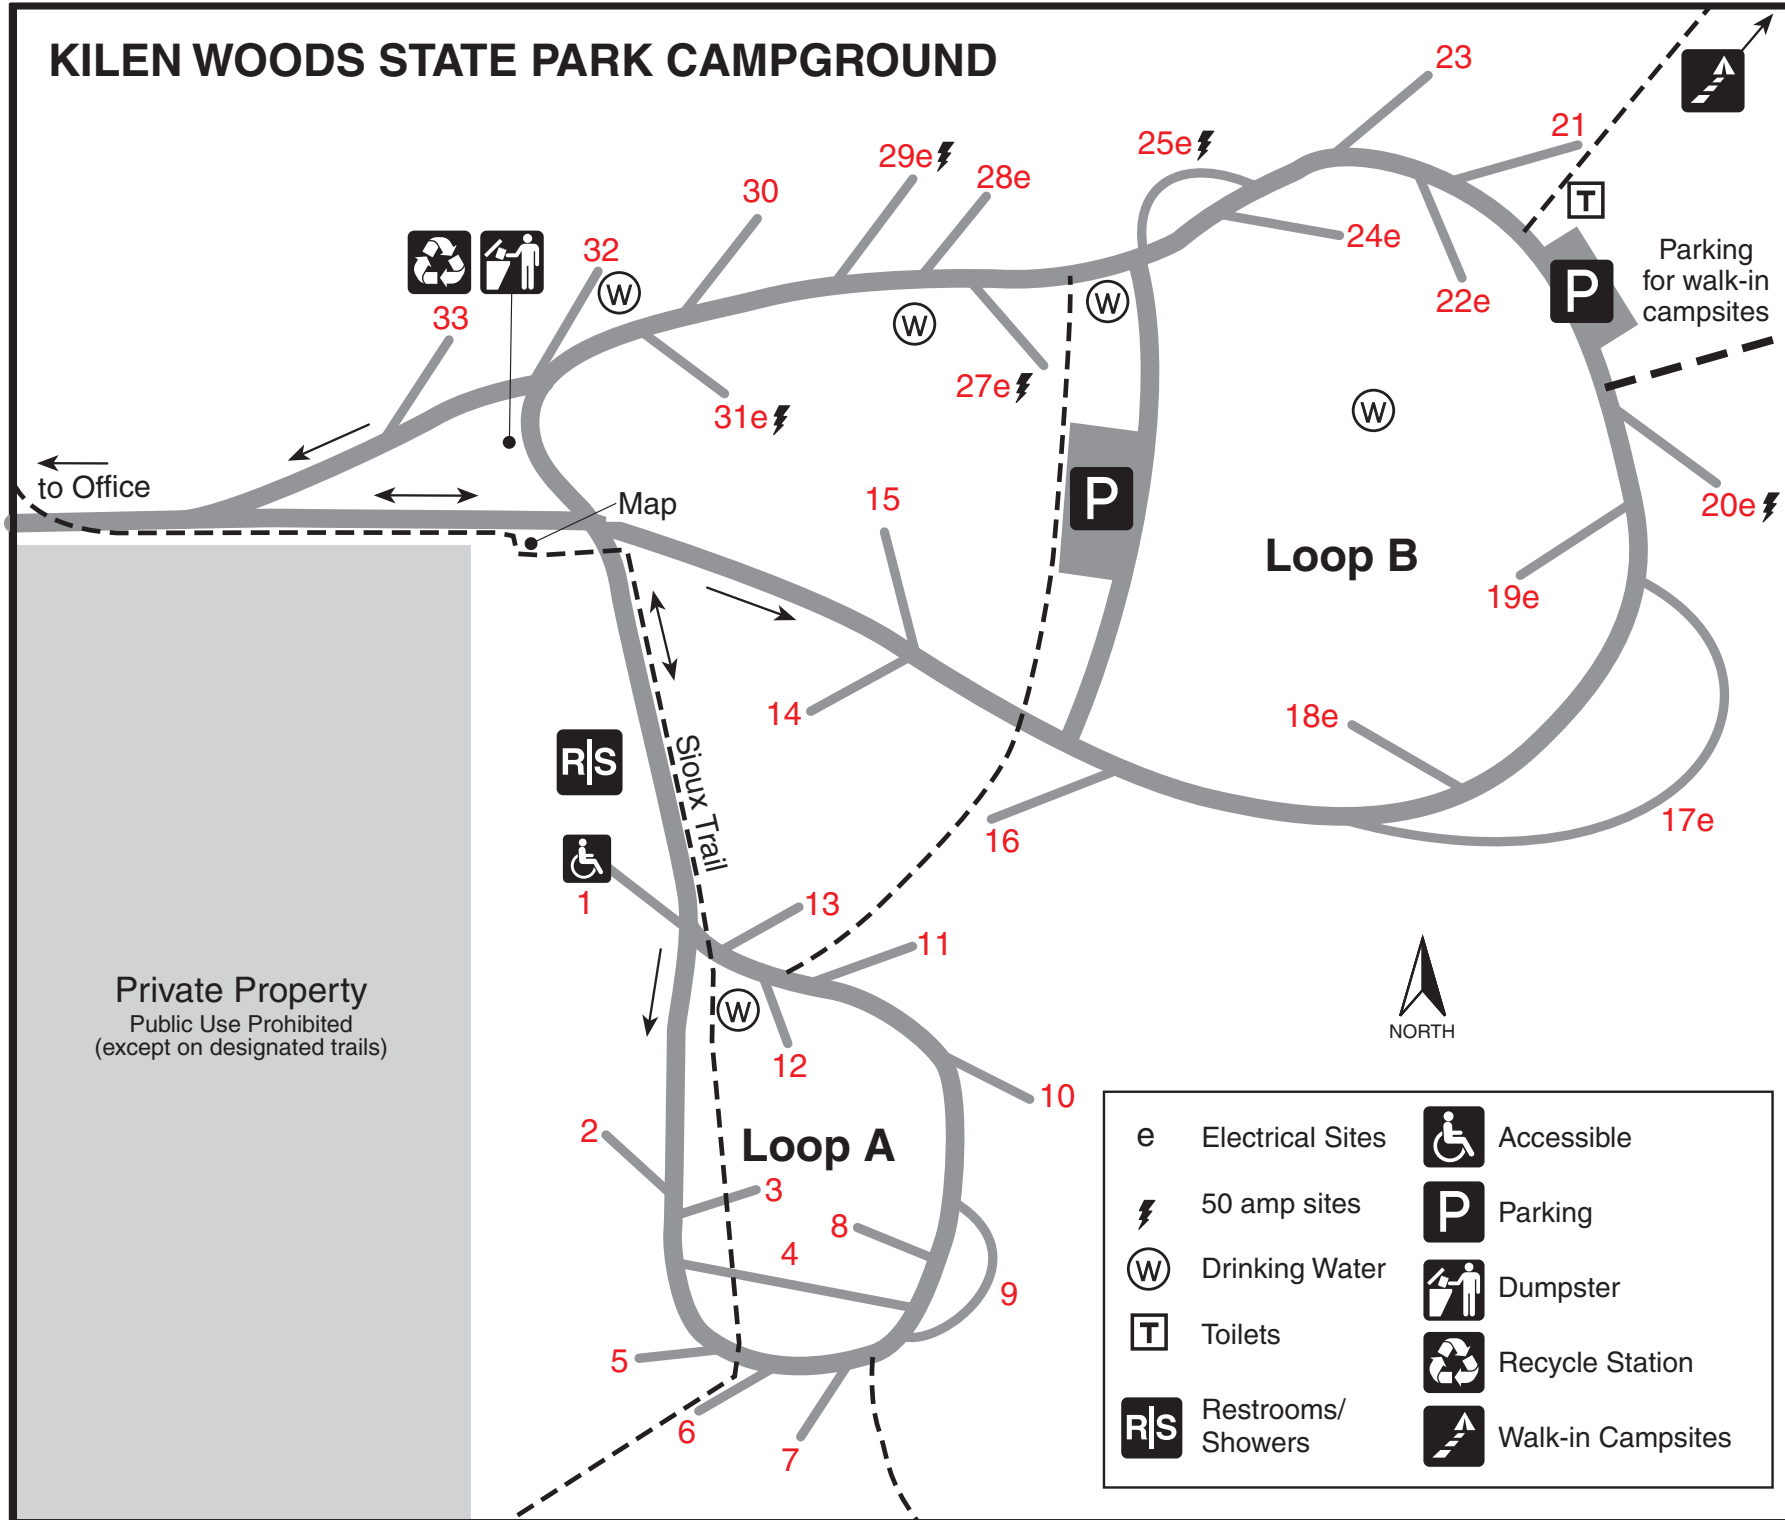 KILEN WOODS STATE PARK CAMPGROUND
23
21
25e
29e
28e
30
T
24e
32
W
Parking
for walk-in
campsites
P
22e
W
W
33
27e
31e
W
to Office
Map
15
P
20e
Loop B
19e
14
18e
R|S
Sioux Trail
16
17e
1
13
11
Private Property
Public Use Prohibited
(except on designated trails)
W
12
NORTH
10
2
Loop A
3
8
4
9
5
6
7
e Electrical Sites
50 amp sites
W Drinking Water
T Toilets
R|S Restrooms/
Showers
Accessible
P Parking
Dumpster
Recycle Station
Walk-in Campsites